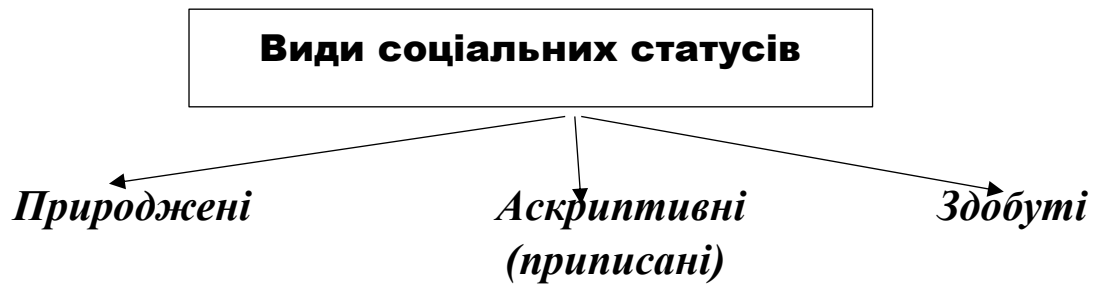 Види соціальних статусів
Природжені Аскриптивні Здобуті
(приписані)